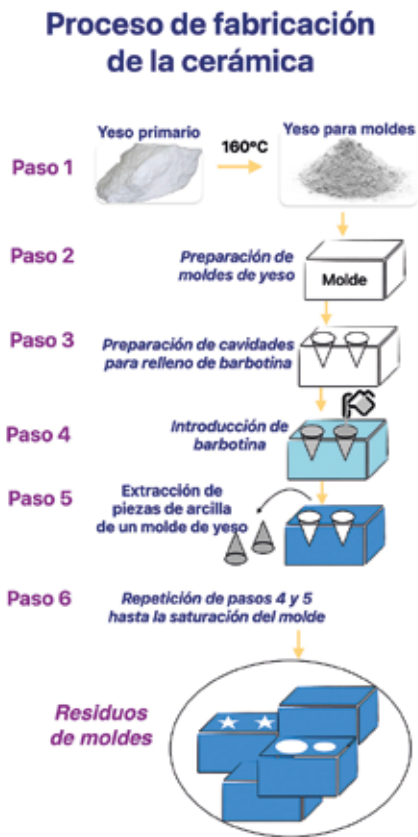 Proceso de fabricación
de la cerámica
Yeso primario
160ºC
Yeso para moldes
Paso 1
Paso 2
Preparación de
moldes de yeso
Molde
Paso 3
Preparación de cavidades
para relleno de barbotina
Paso 4
Introducción de
barbotina
Paso 5
Extracción de
piezas de arcilla
de un molde de yeso
Paso 6
Repetición de pasos 4 y 5
hasta la saturación del molde
Residuos
de moldes